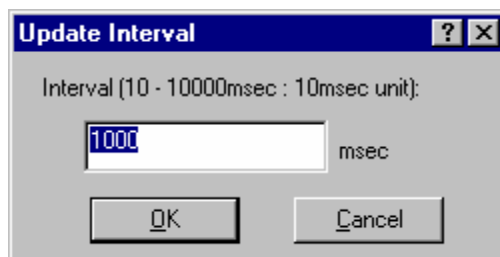 Update Interval ? ×
Interval (10 - 10000msec : 10msec unit):
1000 msec
OK Cancel